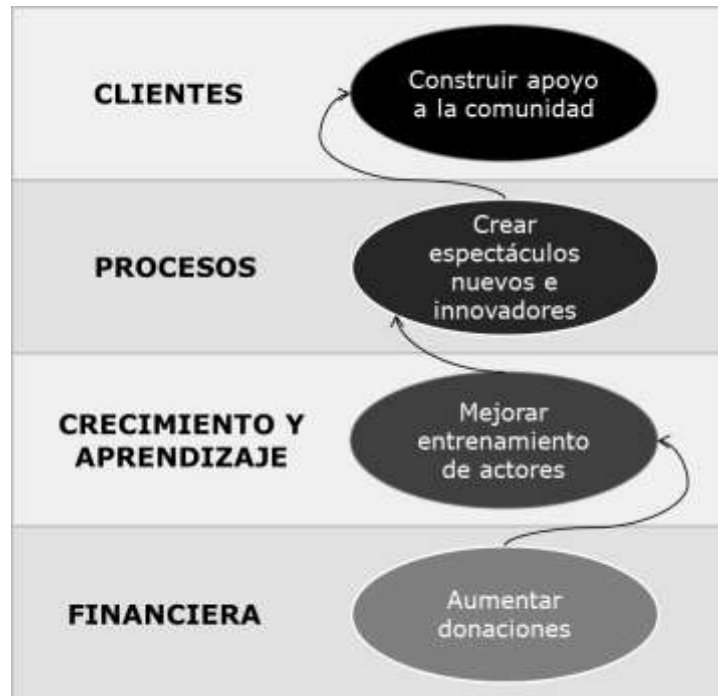 CLIENTES
Construir apoyo
a la comunidad
PROCESOS
Crear
espectáculos
nuevos e
innovadores
CRECIMIENTO Y
APRENDIZAJE
Mejorar
entrenamiento
de actores
FINANCIERA
Aumentar
donaciones